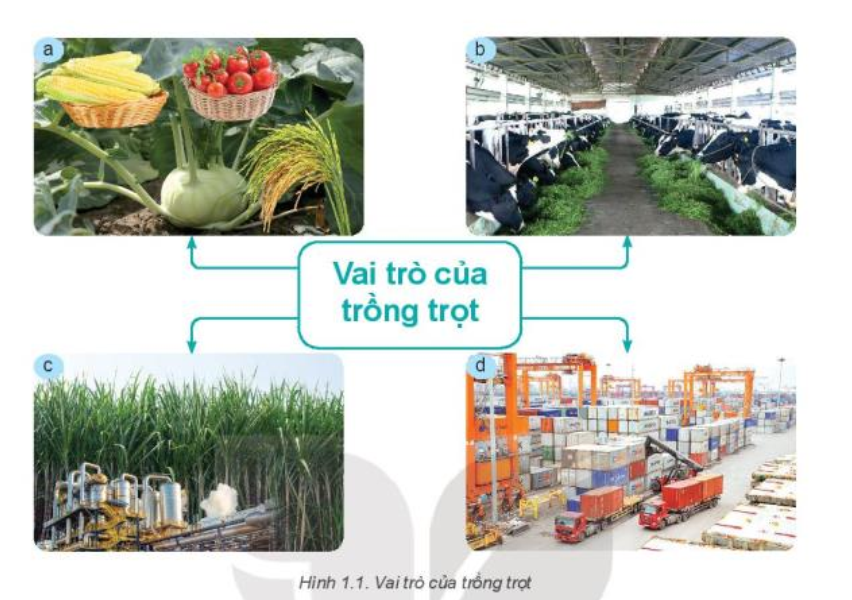 a
b
Vai trò của
trồng trọt
c
d
Hình 1.1. Vai trò của trồng trọt